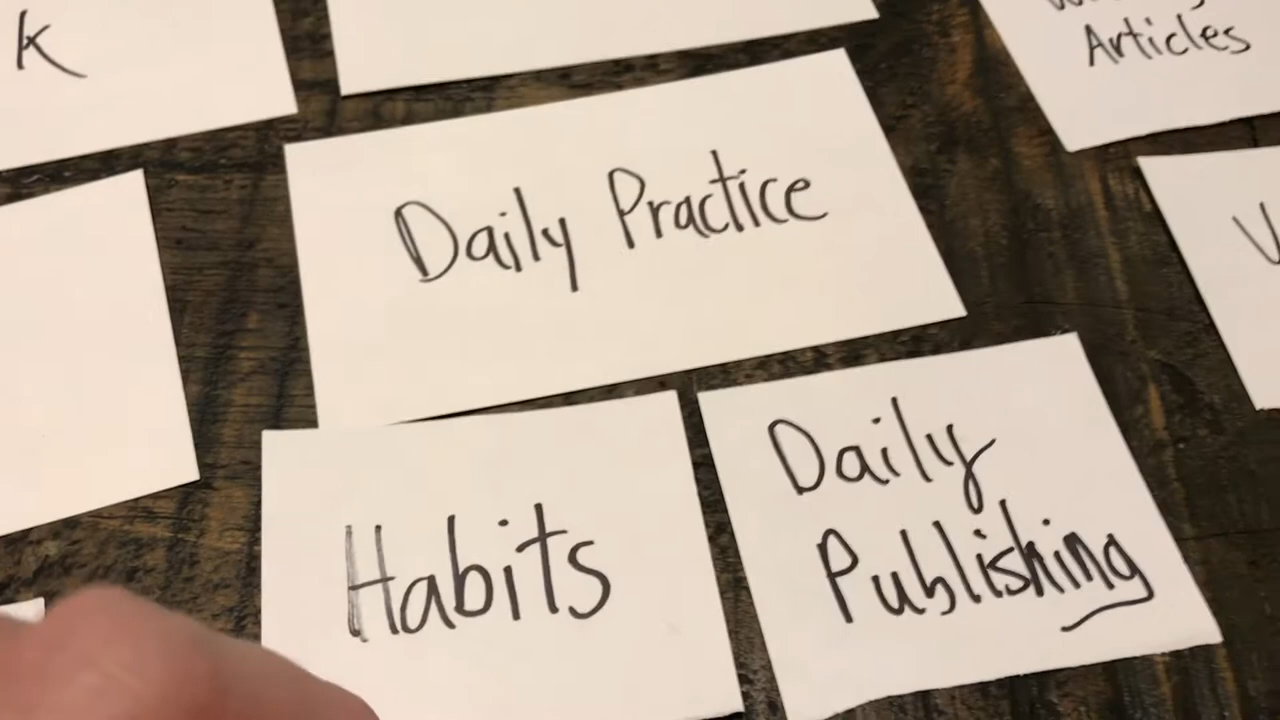 k
Articles
Daily Practice
Habits
Daily
Publishing